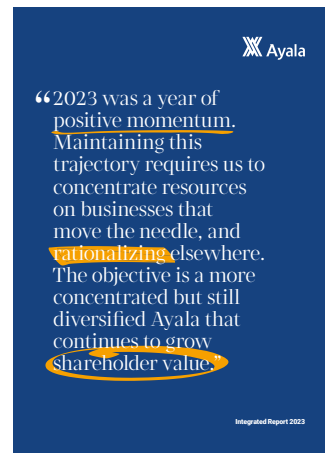 Ayala
“2023 was a year of
positive momentum.
Maintaining this
trajectory requires us to
concentrate resources
on businesses that
move the needle, and
rationalizing elsewhere.
The objective is a more
concentrated but still
diversified Ayala that
continues to grow
shareholder value.”
Integrated Report 2023